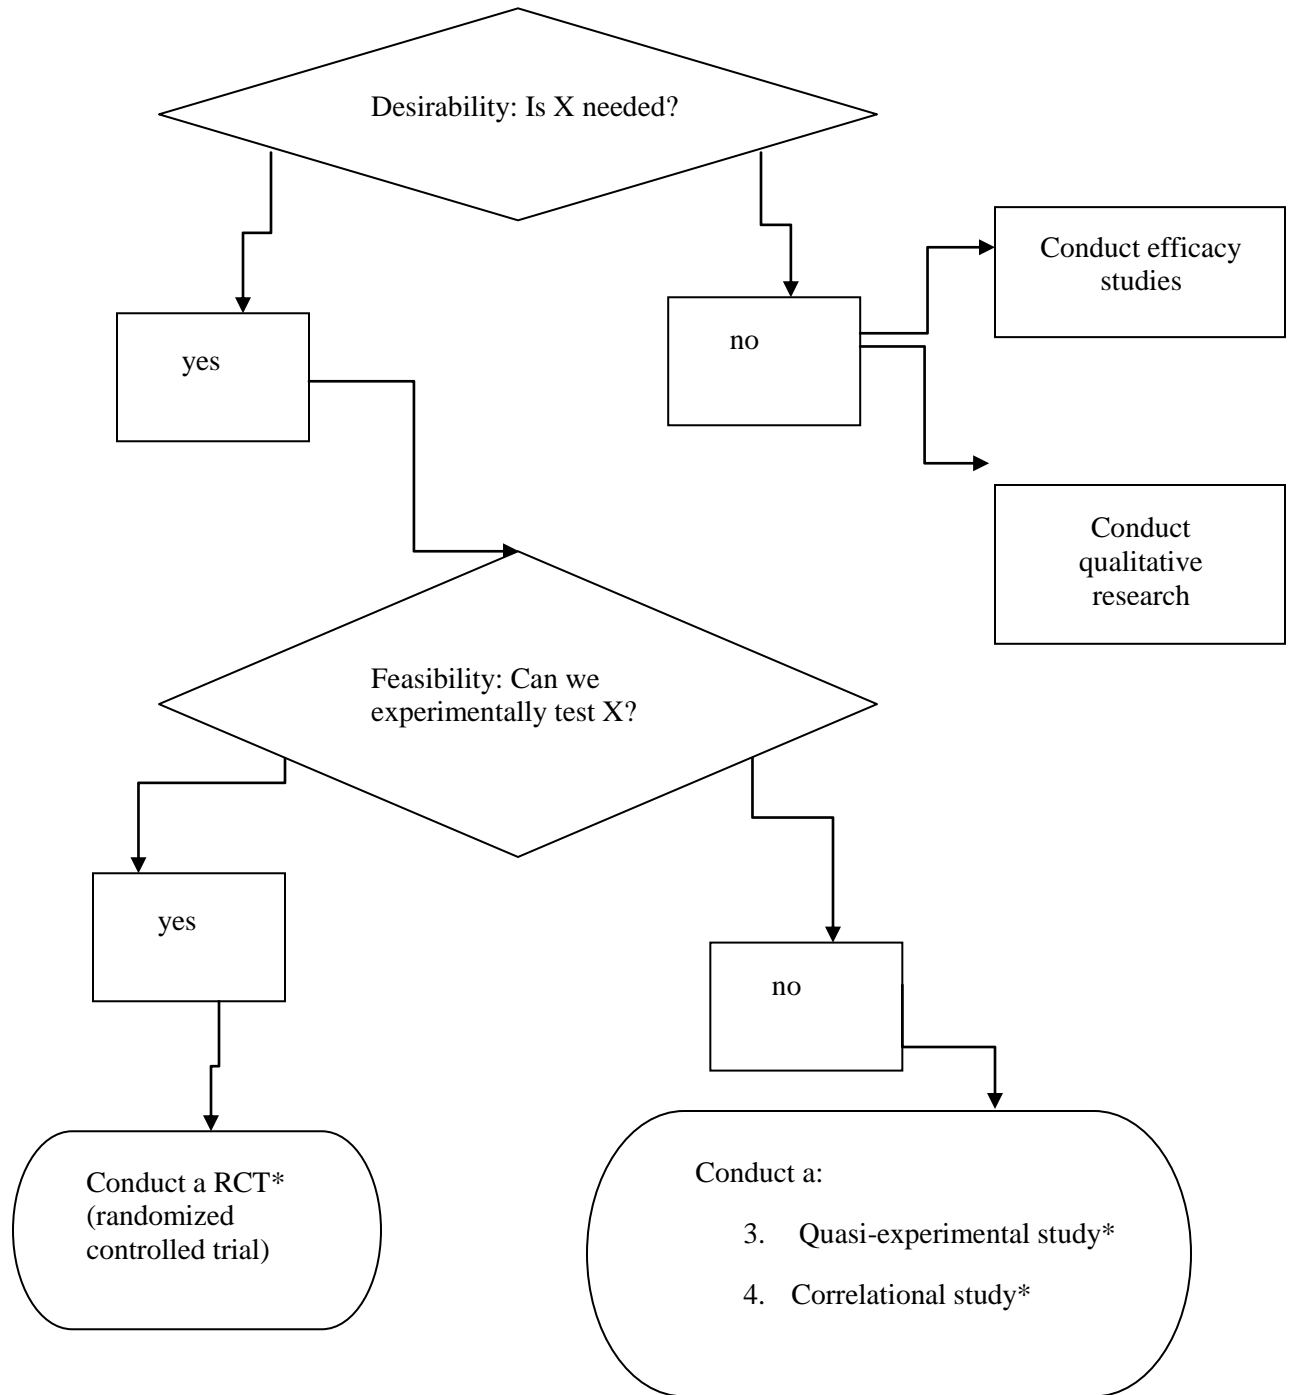 Desirability: Is X needed?
Conduct efficacy
studies
yes
no
Conduct
qualitative
research
Feasibility: Can we
experimentally test X?
yes
no
Conduct a RCT*
(randomized
controlled trial)
Conduct a:
3. Quasi-experimental study*
4. Correlational study*